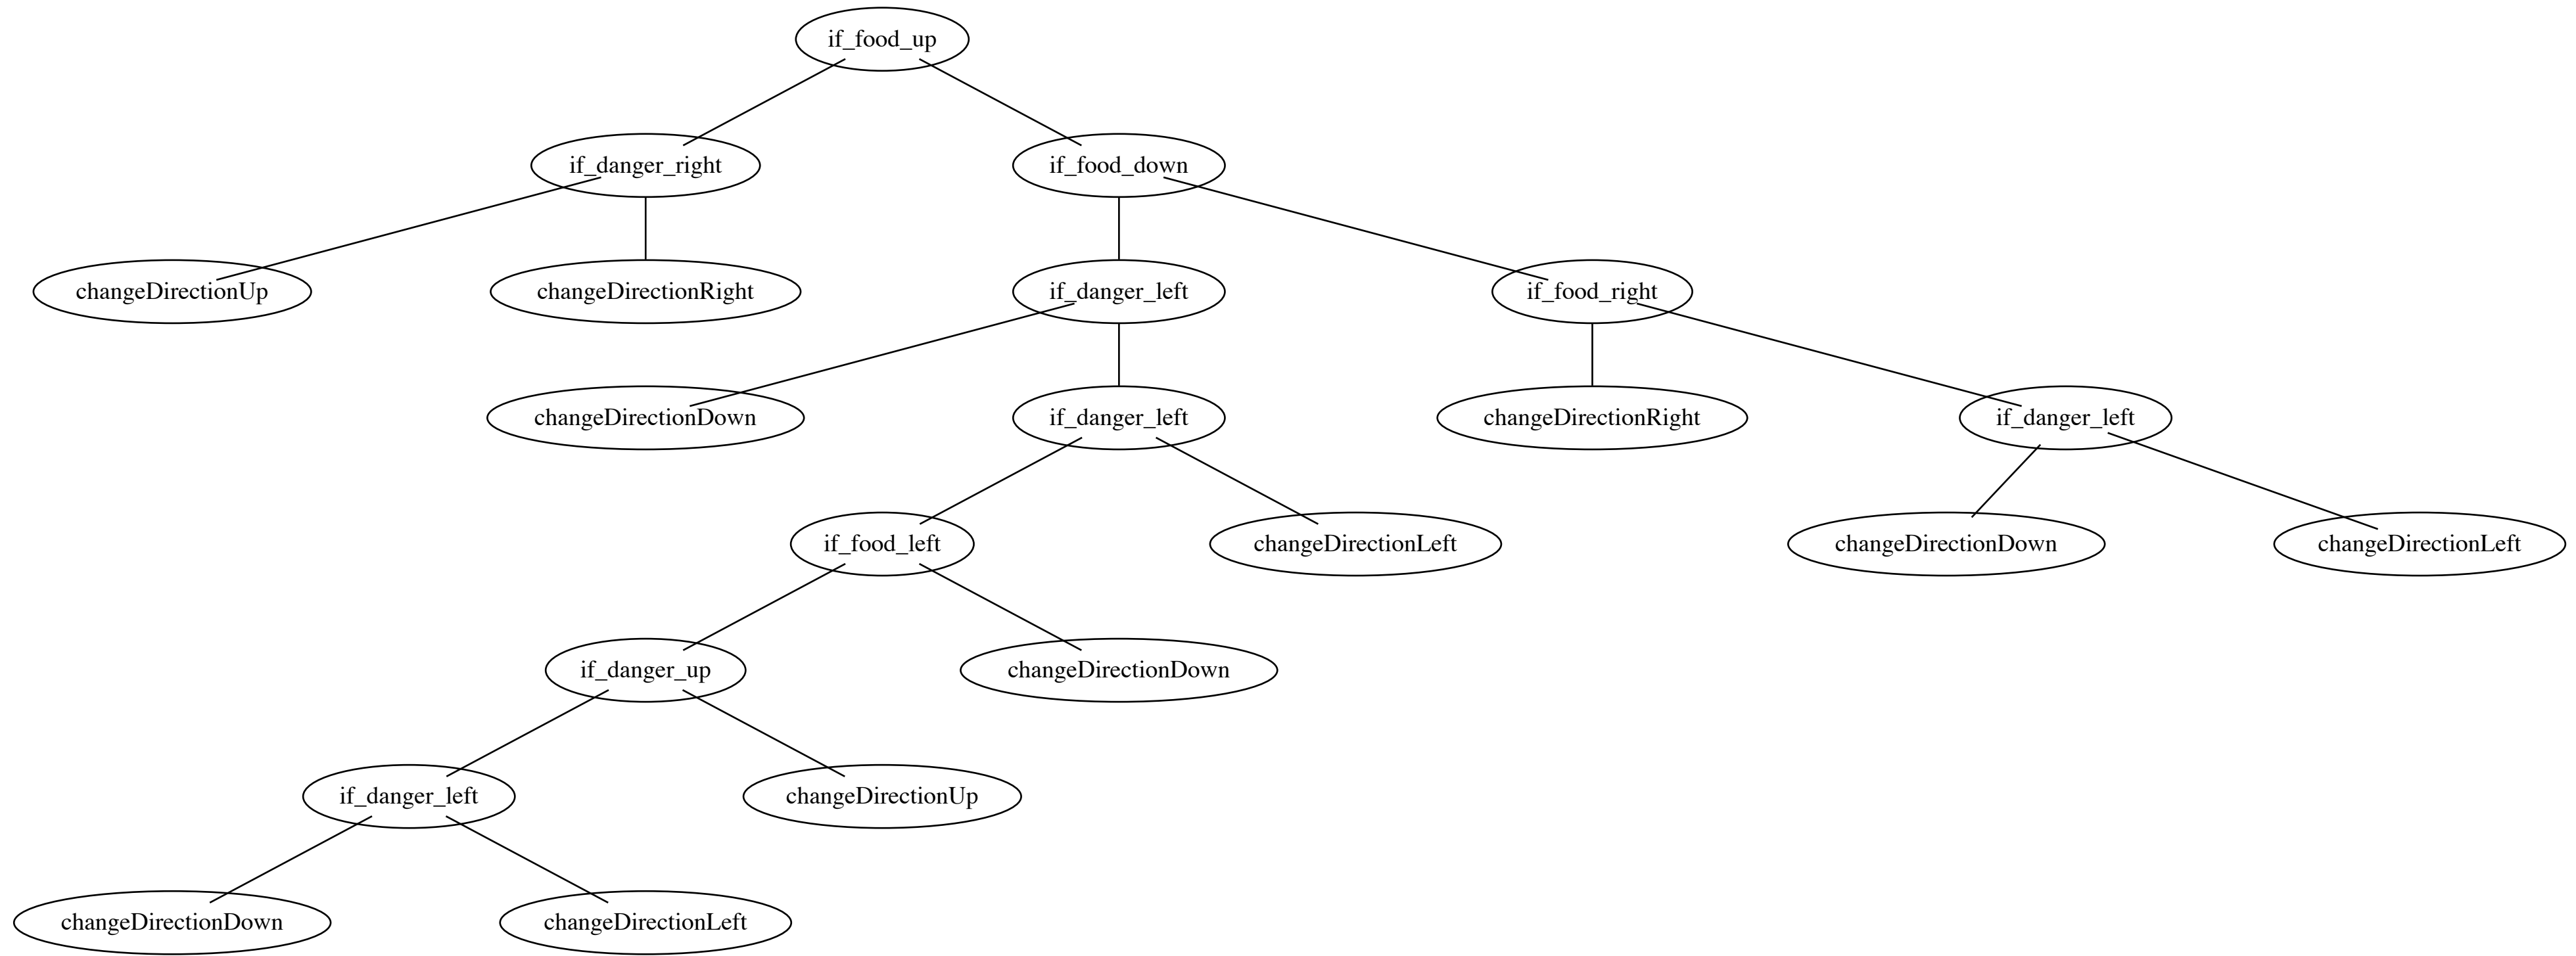 if_food_up
if_danger_right
if_food_down
changeDirectionUp
changeDirectionRight
if_danger_left
if_food_right
changeDirectionDown
if_danger_left
changeDirectionRight
if_danger_left
if_food_left
changeDirectionLeft
changeDirectionDown
changeDirectionLeft
if_danger_up
changeDirectionDown
if_danger_left
changeDirectionUp
changeDirectionDown
changeDirectionLeft